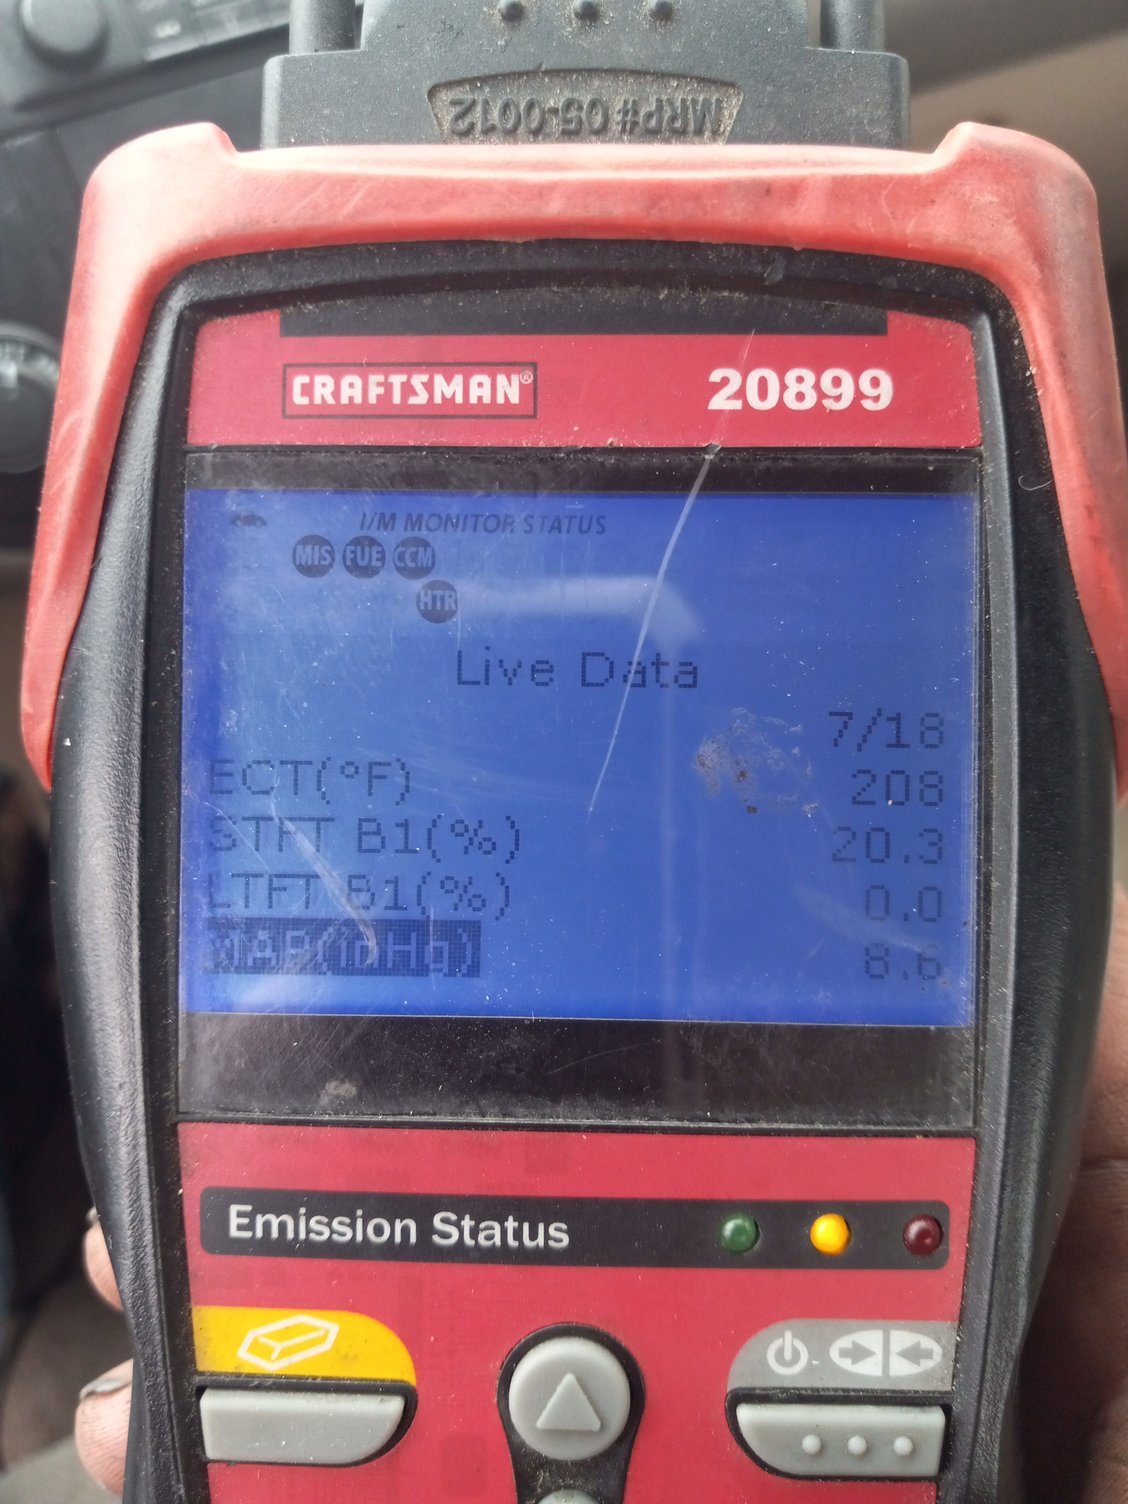 MRP# 05-0012
CRAFTSMAN® 20899
I/M MONITOR STATUS
MIS FUE CCM
HTR
Live Data
7/18
ECT(°F) 208
STFT B1(%) 20.3
LTFT B1(%) 0.0
MAP(inHg) 8.6
Emission Status